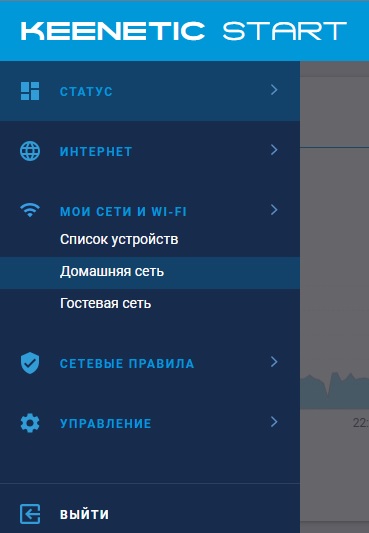 KEENETIC START
СТАТУС
ИНТЕРНЕТ
МОИ СЕТИ И WI-FI
Список устройств
Домашняя сеть
Гостевая сеть
СЕТЕВЫЕ ПРАВИЛА
УПРАВЛЕНИЕ
22:
ВЫЙТИ